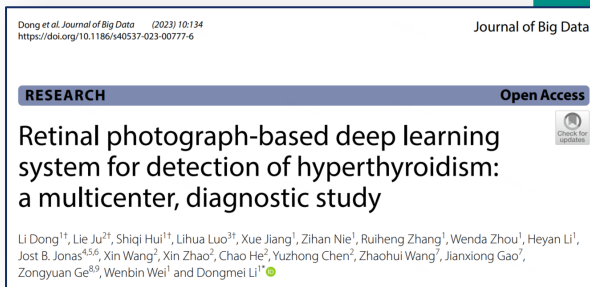 Dong et al. Journal of Big Data (2023) 10:134
https://doi.org/10.1186/s40537-023-00777-6
Journal of Big Data
RESEARCH Open Access
Check for
updates
Retinal photograph-based deep learning
system for detection of hyperthyroidism:
a multicenter, diagnostic study
Li Dong1†, Lie Ju2†, Shiqi Hui1†, Lihua Luo3†, Xue Jiang1, Zihan Nie1, Ruiheng Zhang1, Wenda Zhou1, Heyan Li1,
Jost B. Jonas4,5,6, Xin Wang2, Xin Zhao2, Chao He2, Yuzhong Chen2, Zhaohui Wang7, Jianxiong Gao7,
Zongyuan Ge8,9, Wenbin Wei1 and Dongmei Li1*